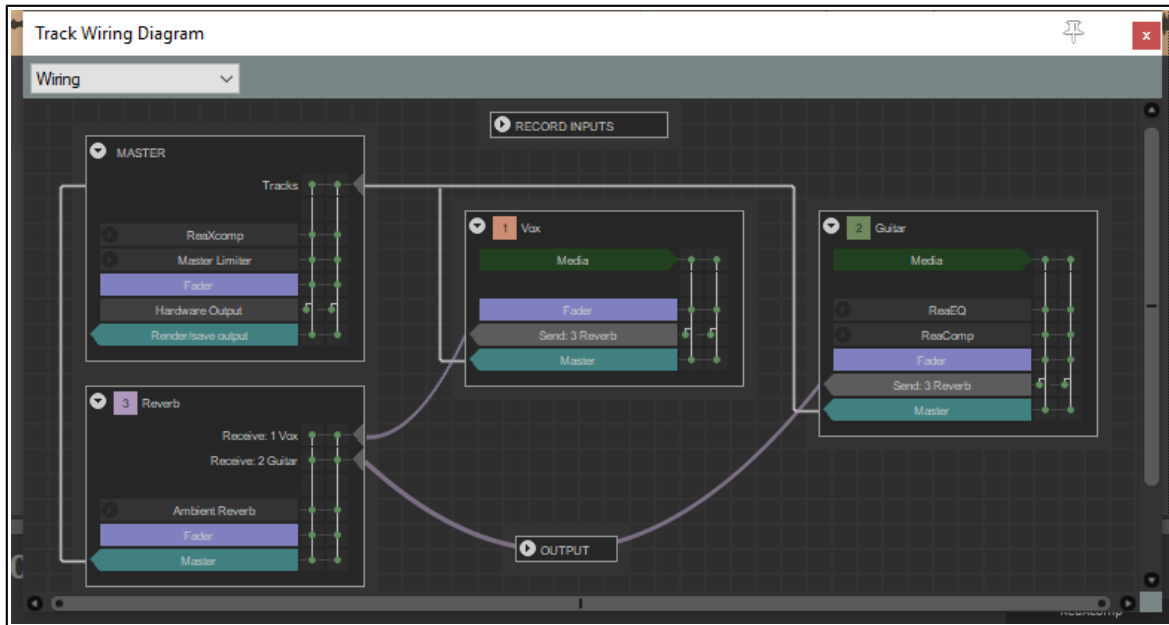 Track Wiring Diagram
x
Wiring
RECORD INPUTS
MASTER
Tracks
ReaXcomp
Master Limiter
Fader
Hardware Output
Render/save output
1 Vox
Media
Fader
Send: 3 Reverb
Master
2 Guitar
Media
ReaEQ
ReaComp
Fader
Send: 3 Reverb
Master
3 Reverb
Receive: 1 Vox
Receive: 2 Guitar
Ambient Reverb
Fader
Master
OUTPUT